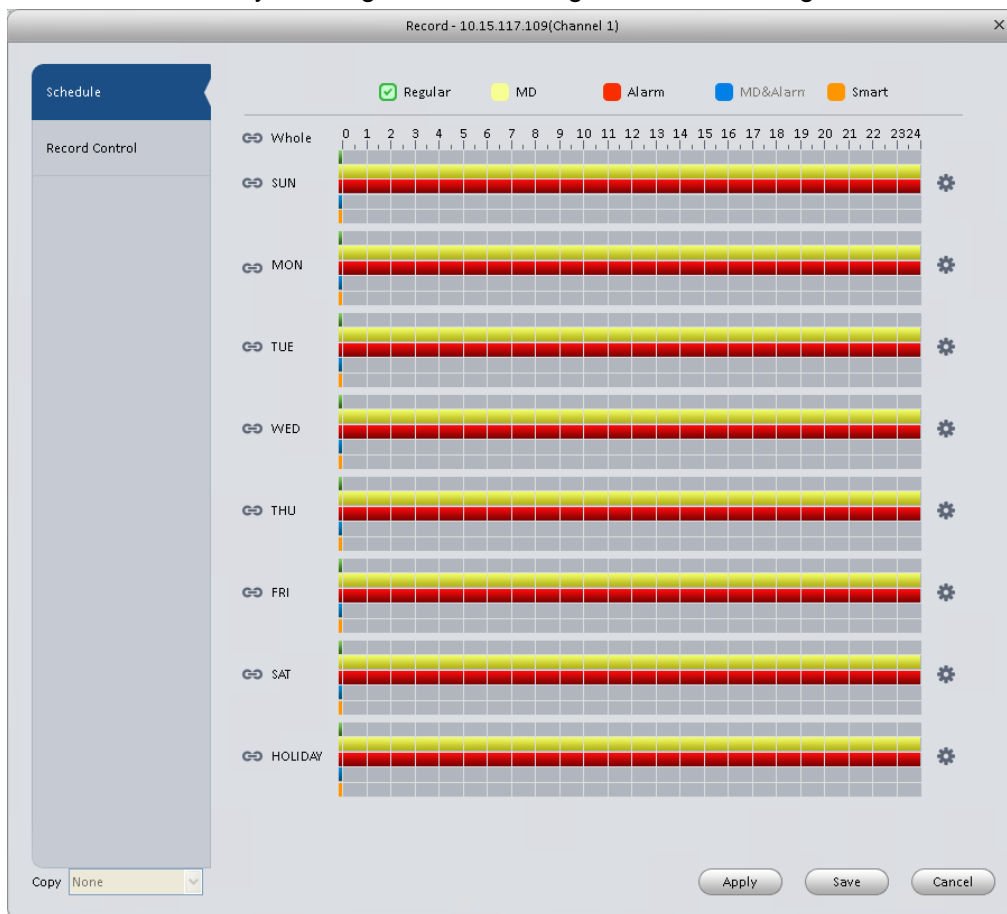 Record - 10.15.117.109(Channel 1)
Schedule
Record Control
Regular MD Alarm MD&Alarm Smart
Whole 0 1 2 3 4 5 6 7 8 9 10 11 12 13 14 15 16 17 18 19 20 21 22 2324
SUN
MON
TUE
WED
THU
FRI
SAT
HOLIDAY
Copy None Apply Save Cancel